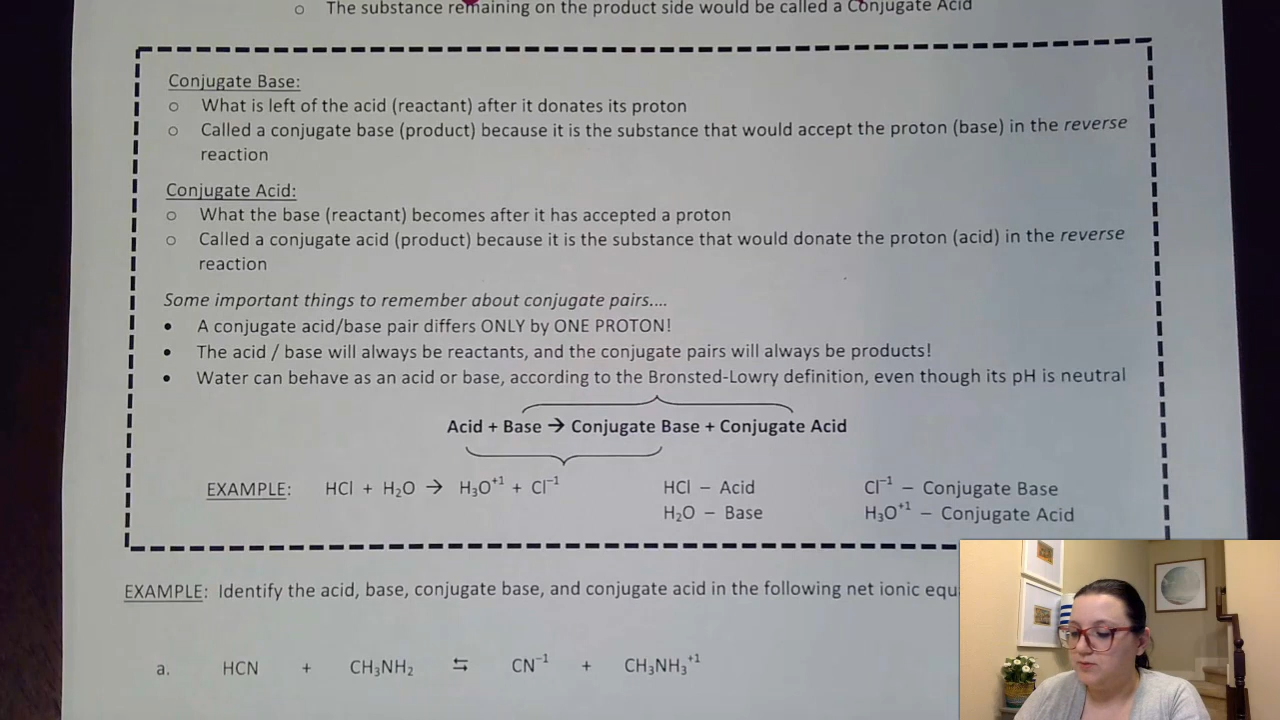 o The substance remaining on the product side would be called a Conjugate Acid
Conjugate Base:
o What is left of the acid (reactant) after it donates its proton
o Called a conjugate base (product) because it is the substance that would accept the proton (base) in the reverse
reaction
Conjugate Acid:
o What the base (reactant) becomes after it has accepted a proton
o Called a conjugate acid (product) because it is the substance that would donate the proton (acid) in the reverse
reaction
Some important things to remember about conjugate pairs....
• A conjugate acid/base pair differs ONLY by ONE PROTON!
• The acid / base will always be reactants, and the conjugate pairs will always be products!
• Water can behave as an acid or base, according to the Bronsted-Lowry definition, even though its pH is neutral
Acid + Base → Conjugate Base + Conjugate Acid
EXAMPLE: HCl + H₂O → H₃O⁺¹ + Cl⁻¹ HCl – Acid Cl⁻¹ – Conjugate Base
H₂O – Base H₃O⁺¹ – Conjugate Acid
EXAMPLE: Identify the acid, base, conjugate base, and conjugate acid in the following net ionic equ
a. HCN + CH₃NH₂ ⇆ CN⁻¹ + CH₃NH₃⁺¹